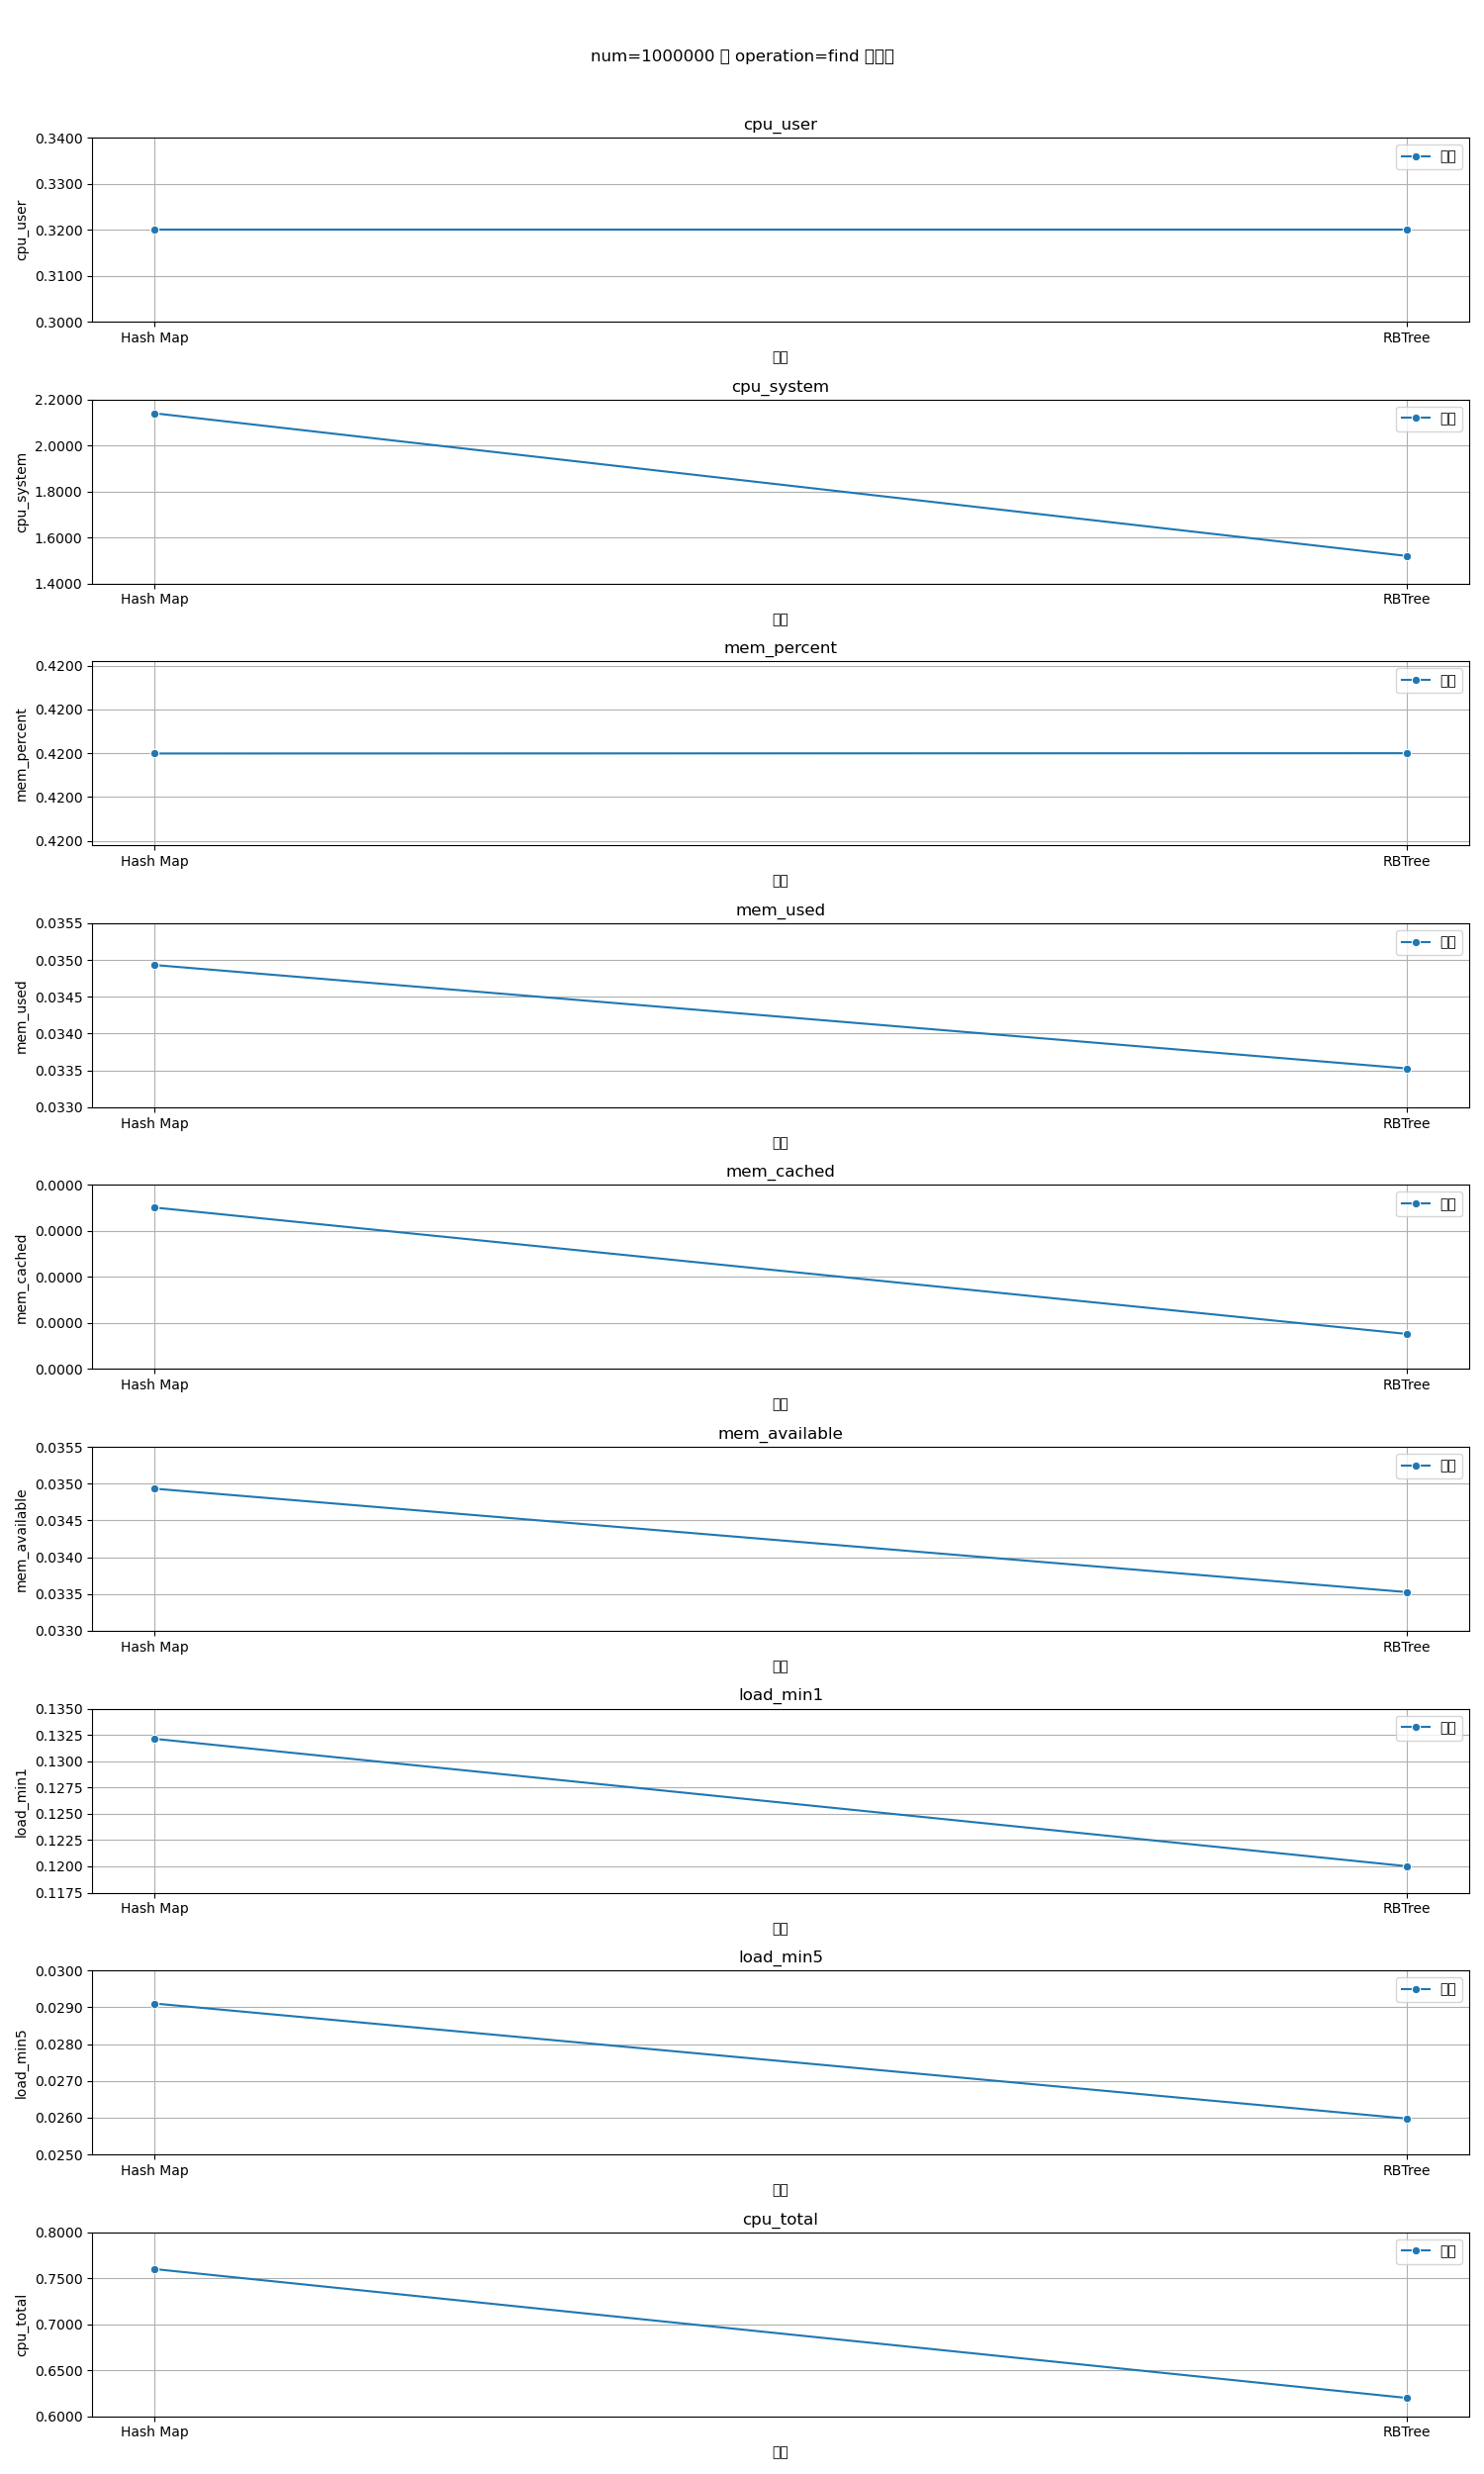 num=1000000 operation=find
cpu_user
0.3400
0.3300
0.3200
0.3100
0.3000
cpu_user
Hash Map
RBTree
cpu_system
2.2000
2.0000
1.8000
1.6000
1.4000
cpu_system
Hash Map
RBTree
mem_percent
0.4200
0.4200
0.4200
0.4200
0.4200
mem_percent
Hash Map
RBTree
mem_used
0.0355
0.0350
0.0345
0.0340
0.0335
0.0330
mem_used
Hash Map
RBTree
mem_cached
0.0000
0.0000
0.0000
0.0000
0.0000
mem_cached
Hash Map
RBTree
mem_available
0.0355
0.0350
0.0345
0.0340
0.0335
0.0330
mem_available
Hash Map
RBTree
load_min1
0.1350
0.1325
0.1300
0.1275
0.1250
0.1225
0.1200
0.1175
load_min1
Hash Map
RBTree
load_min5
0.0300
0.0290
0.0280
0.0270
0.0260
0.0250
load_min5
Hash Map
RBTree
cpu_total
0.8000
0.7500
0.7000
0.6500
0.6000
cpu_total
Hash Map
RBTree